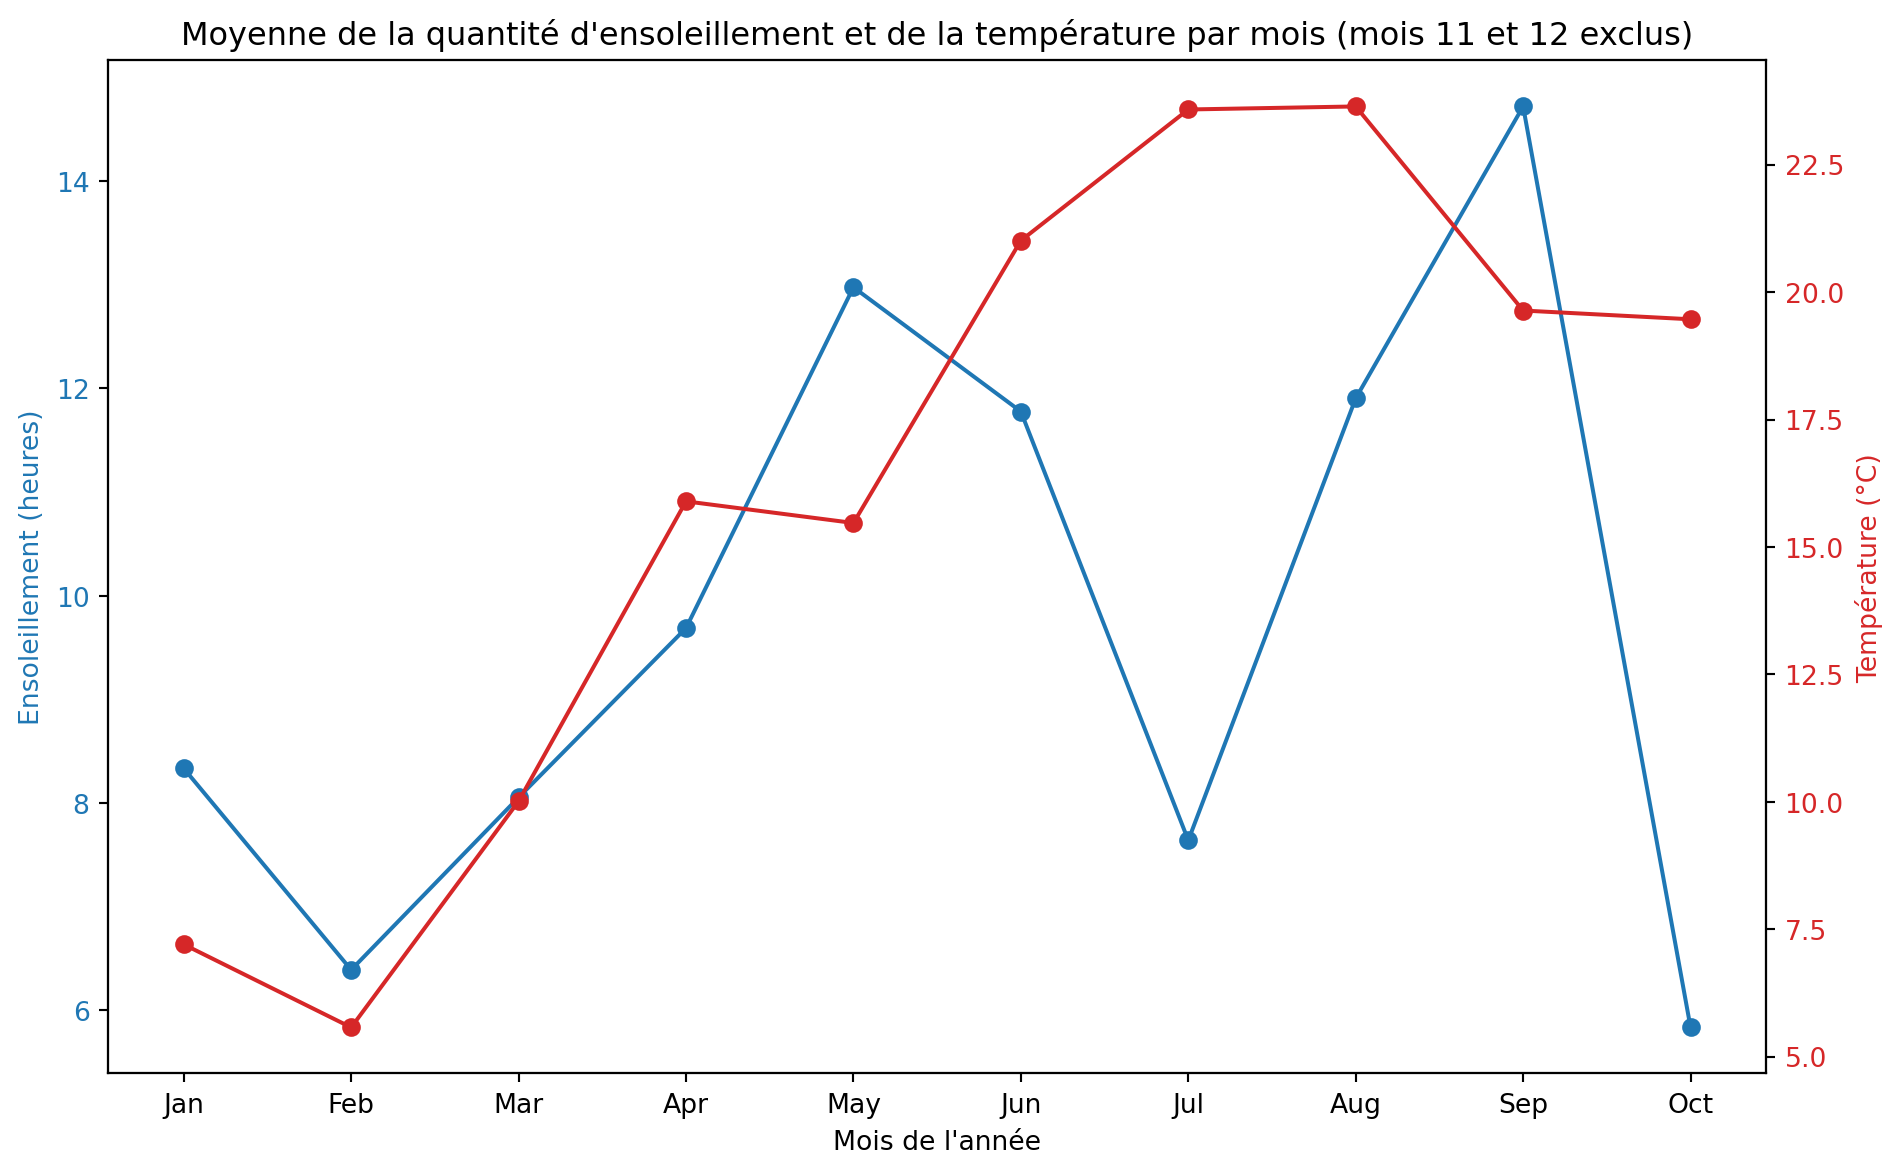 Moyenne de la quantité d'ensoleillement et de la température par mois (mois 11 et 12 exclus)
Ensoleillement (heures)
14
12
10
8
6
22.5
20.0
17.5
15.0
12.5
10.0
7.5
5.0
Température (°C)
Jan Feb Mar Apr May Jun Jul Aug Sep Oct
Mois de l'année